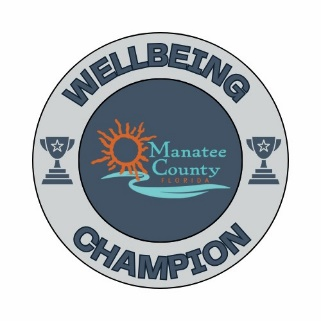 WELLBEING
Manatee
County
FLORIDA
CHAMPION